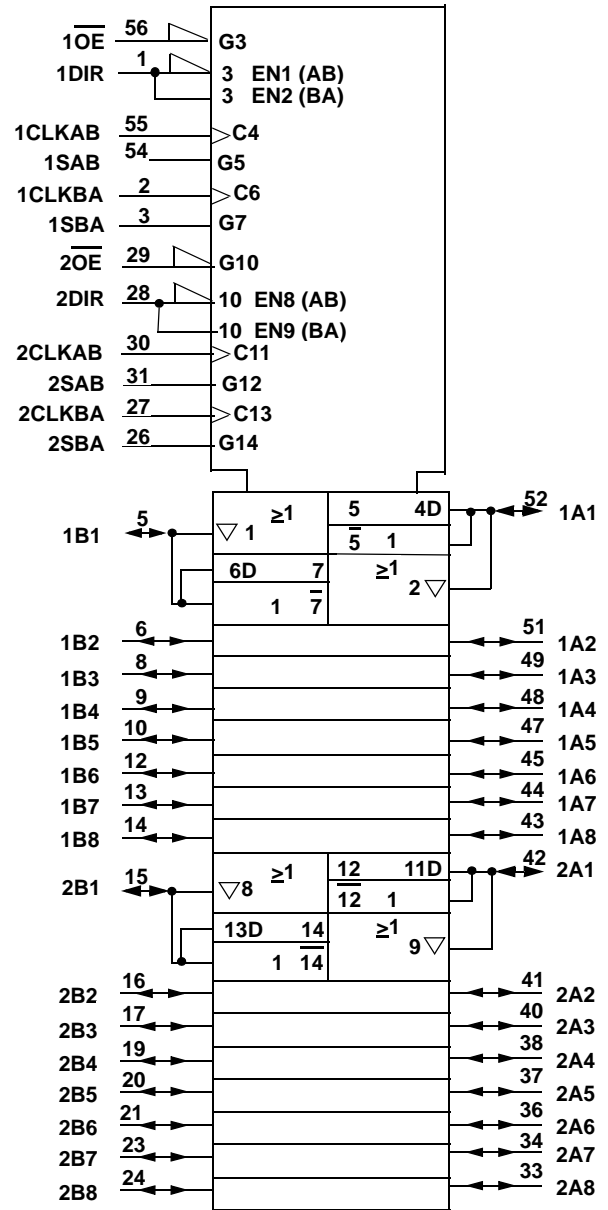 1O̅E̅ 56 G3
1DIR 1 3 EN1 (AB)
3 EN2 (BA)
1CLKAB 55 C4
1SAB 54 G5
1CLKBA 2 C6
1SBA 3 G7
2O̅E̅ 29 G10
2DIR 28 10 EN8 (AB)
10 EN9 (BA)
2CLKAB 30 C11
2SAB 31 G12
2CLKBA 27 C13
2SBA 26 G14
1B1 5 ▽ 1 ≥1 5 4D 52 1A1
5̅ 1
6D 7 ≥1 2 ▽
1 7̅
1B2 6 51 1A2
1B3 8 49 1A3
1B4 9 48 1A4
1B5 10 47 1A5
1B6 12 45 1A6
1B7 13 44 1A7
1B8 14 43 1A8
2B1 15 ▽8 ≥1 12 11D 42 2A1
1̅2̅ 1
13D 14 ≥1 9 ▽
1 1̅4̅
2B2 16 41 2A2
2B3 17 40 2A3
2B4 19 38 2A4
2B5 20 37 2A5
2B6 21 36 2A6
2B7 23 34 2A7
2B8 24 33 2A8